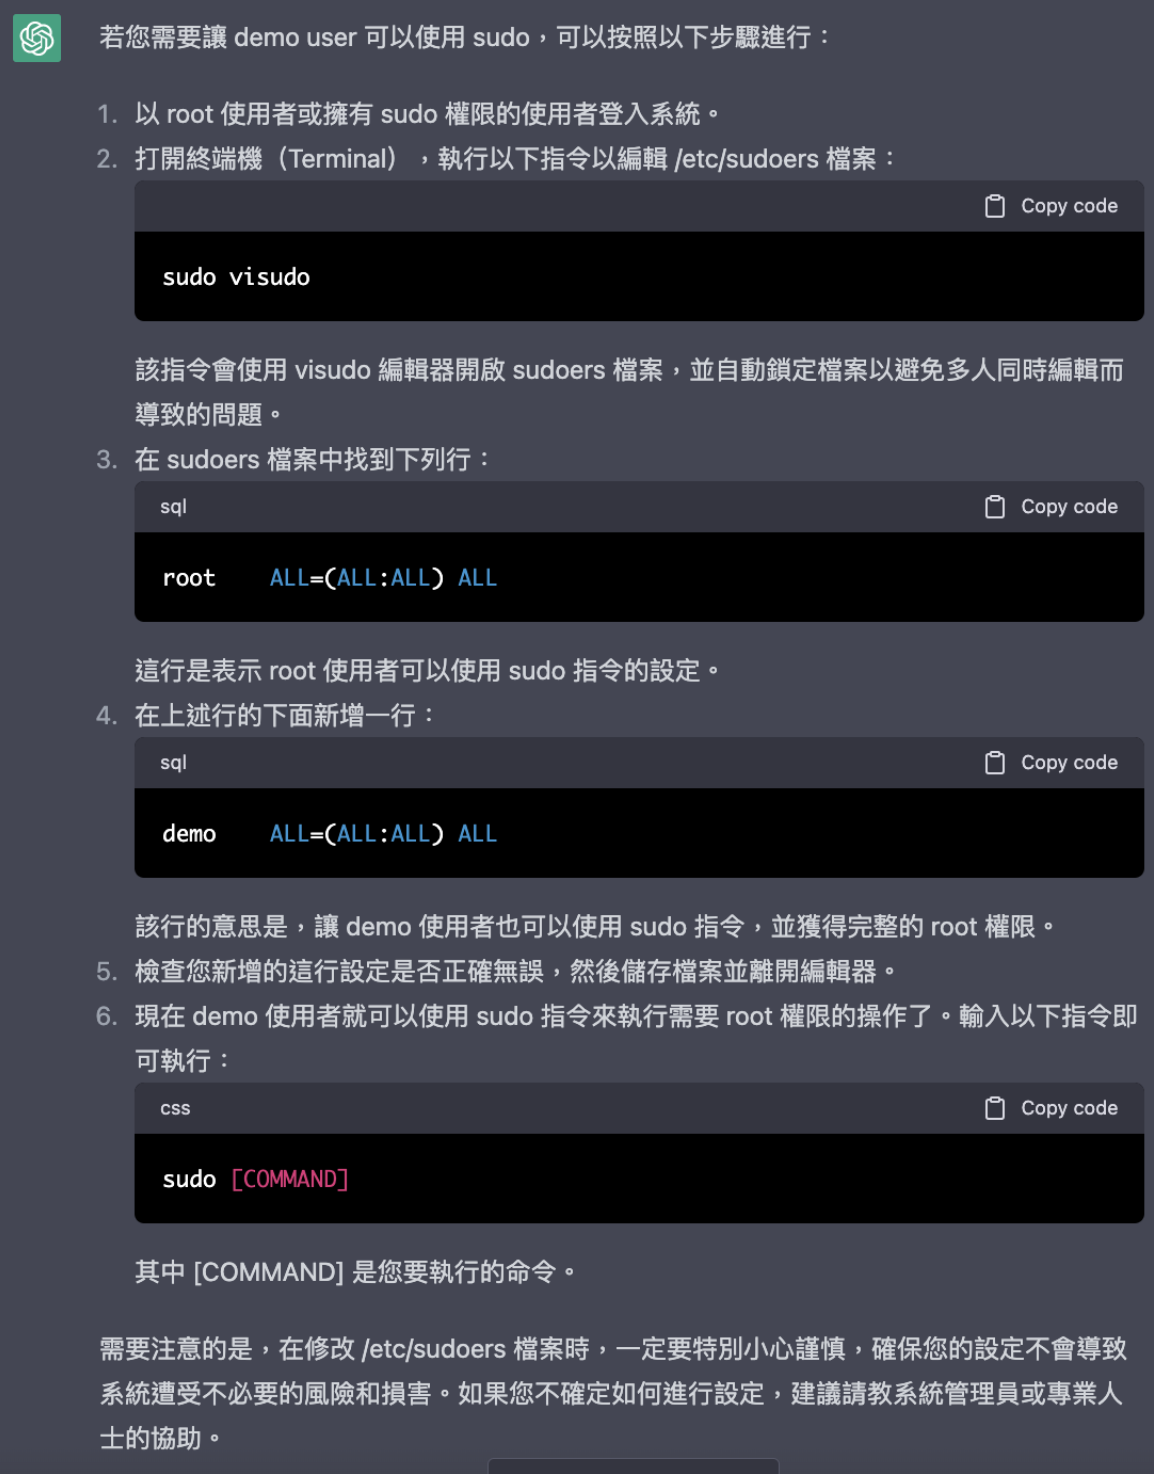 若您需要讓 demo user 可以使用 sudo，可以按照以下步驟進行：
1. 以 root 使用者或擁有 sudo 權限的使用者登入系統。
2. 打開終端機（Terminal），執行以下指令以編輯 /etc/sudoers 檔案：
Copy code
sudo visudo
該指令會使用 visudo 編輯器開啟 sudoers 檔案，並自動鎖定檔案以避免多人同時編輯而
導致的問題。
3. 在 sudoers 檔案中找到下列行：
sql Copy code
root    ALL=(ALL:ALL) ALL
這行是表示 root 使用者可以使用 sudo 指令的設定。
4. 在上述行的下面新增一行：
sql Copy code
demo    ALL=(ALL:ALL) ALL
該行的意思是，讓 demo 使用者也可以使用 sudo 指令，並獲得完整的 root 權限。
5. 檢查您新增的這行設定是否正確無誤，然後儲存檔案並離開編輯器。
6. 現在 demo 使用者就可以使用 sudo 指令來執行需要 root 權限的操作了。輸入以下指令即
可執行：
css Copy code
sudo [COMMAND]
其中 [COMMAND] 是您要執行的命令。
需要注意的是，在修改 /etc/sudoers 檔案時，一定要特別小心謹慎，確保您的設定不會導致
系統遭受不必要的風險和損害。如果您不確定如何進行設定，建議請教系統管理員或專業人
士的協助。